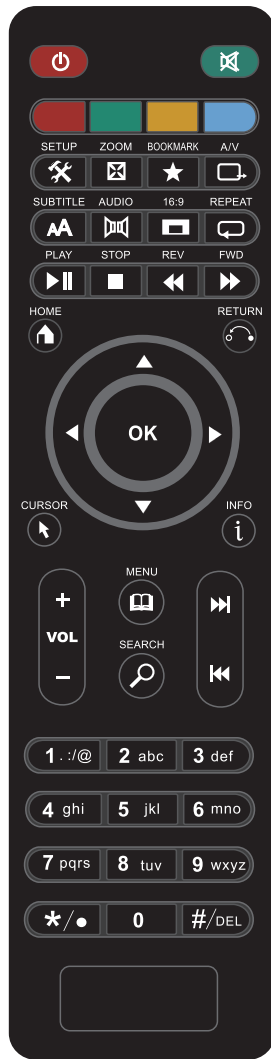 SETUP ZOOM BOOKMARK A/V
AA
SUBTITLE AUDIO 16:9 REPEAT
PLAY STOP REV FWD
HOME RETURN
OK
CURSOR INFO
i
+
MENU
VOL
SEARCH
–
1 . :/@ 2 abc 3 def
4 ghi 5 jkl 6 mno
7 pqrs 8 tuv 9 wxyz
*/● 0 #/DEL